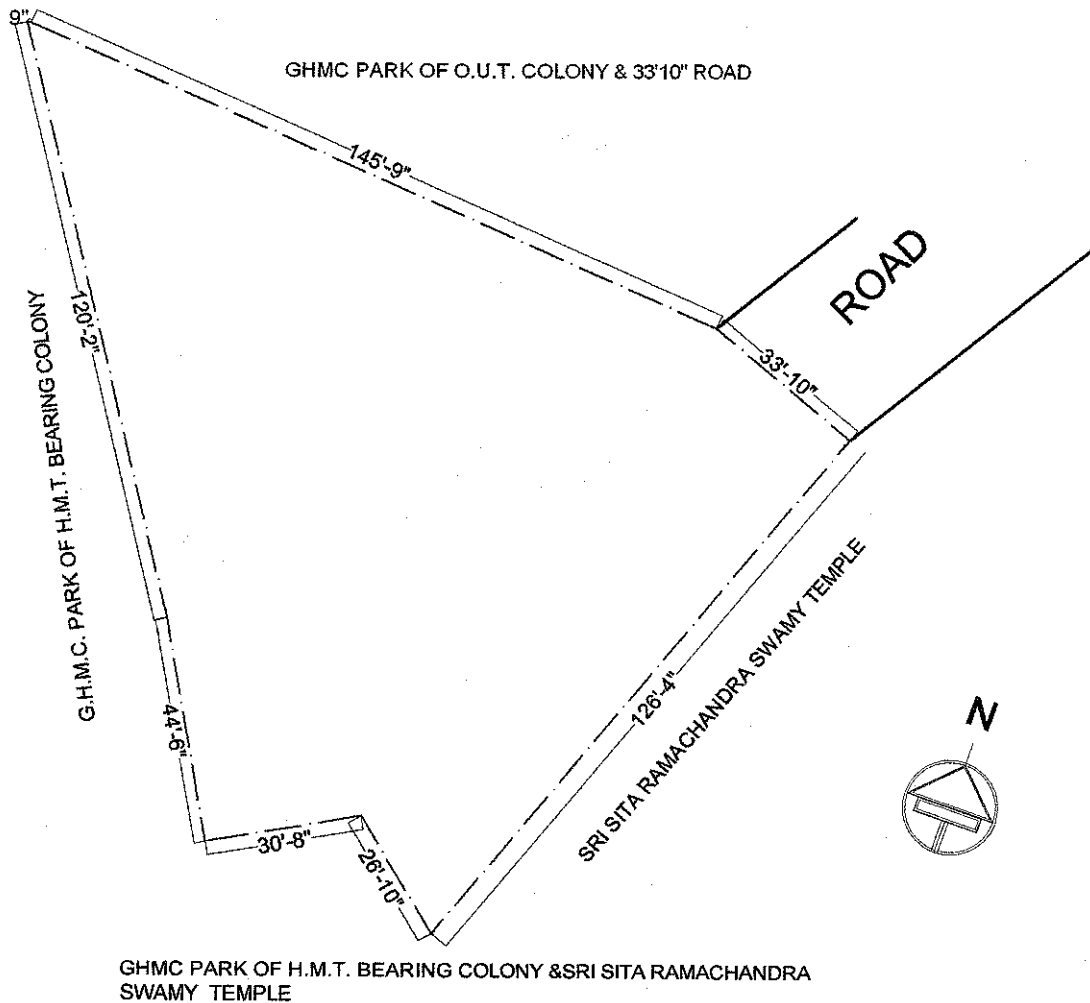 9"
GHMC PARK OF O.U.T. COLONY & 33'10" ROAD
145'-9"
ROAD
33'-10"
120'-2"
G.H.M.C. PARK OF H.M.T. BEARING COLONY
126'-4"
SRI SITA RAMACHANDRA SWAMY TEMPLE
N
44'-6"
30'-8"
26'-10"
GHMC PARK OF H.M.T. BEARING COLONY &SRI SITA RAMACHANDRA
SWAMY TEMPLE